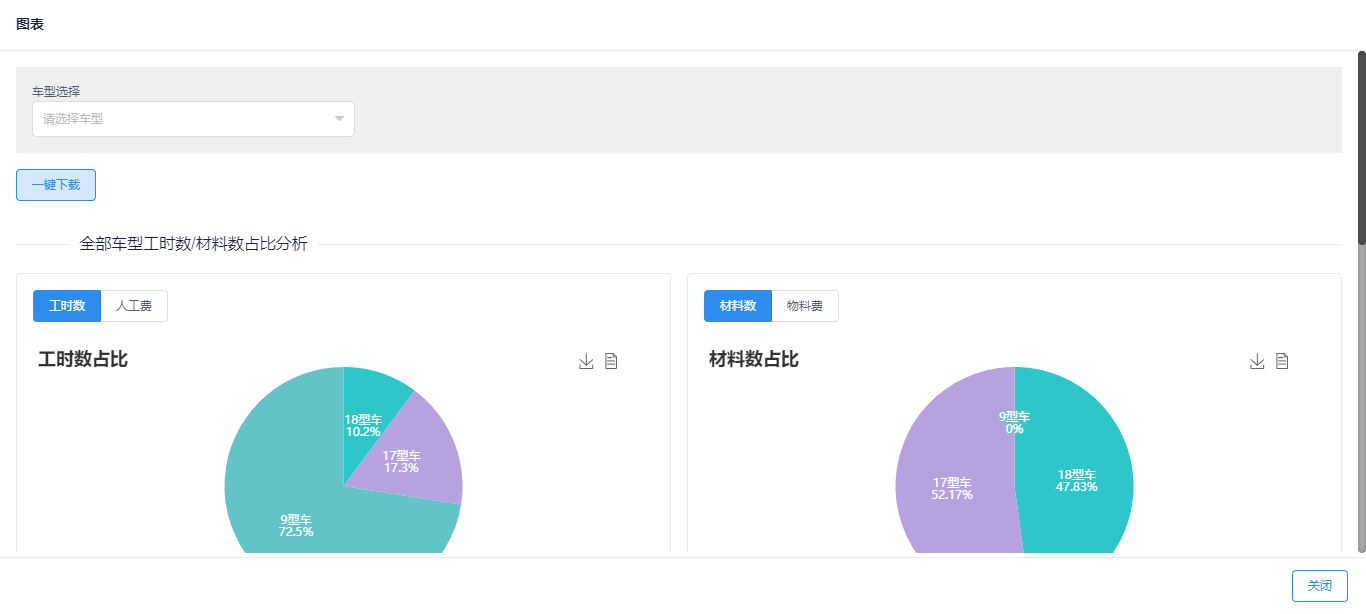 图表
车型选择
请选择车型
一键下载
全部车型工时数/材料数占比分析
工时数 人工费
材料数 物料费
工时数占比
18型车
10.2%
17型车
17.3%
9型车
72.5%
材料数占比
9型车
0%
18型车
47.83%
17型车
52.17%
关闭